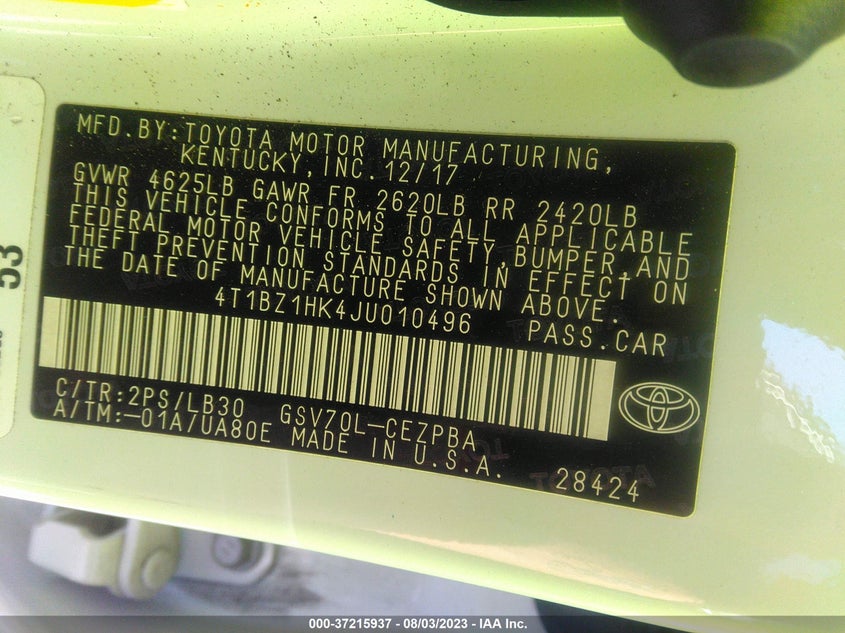 MFD.BY:TOYOTA MOTOR MANUFACTURING,
KENTUCKY,INC. 12/17
GVWR 4625LB GAWR FR 2620LB RR 2420LB
THIS VEHICLE CONFORMS TO ALL APPLICABLE
FEDERAL MOTOR VEHICLE SAFETY,BUMPER,AND
THEFT PREVENTION STANDARDS IN EFFECT ON
THE DATE OF MANUFACTURE SHOWN ABOVE.
4T1BZ1HK4JU010496 PASS.CAR
C/TR:2PS/LB30 GSV70L-CEZPBA
A/TM:-01A/UA80E MADE IN U.S.A. 28424
53
000-37215937 - 08/03/2023 - IAA Inc.